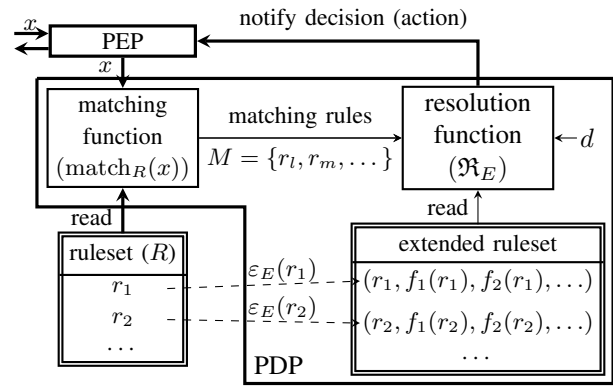 notify decision (action)
x
PEP
x
matching
function
(match_R(x))
matching rules
M = {r_l, r_m, … }
resolution
function
(ℜ_E)
d
read
read
ruleset (R)
r_1
r_2
…
ε_E(r_1)
ε_E(r_2)
extended ruleset
(r_1, f_1(r_1), f_2(r_1), …)
(r_2, f_1(r_2), f_2(r_2), …)
…
PDP